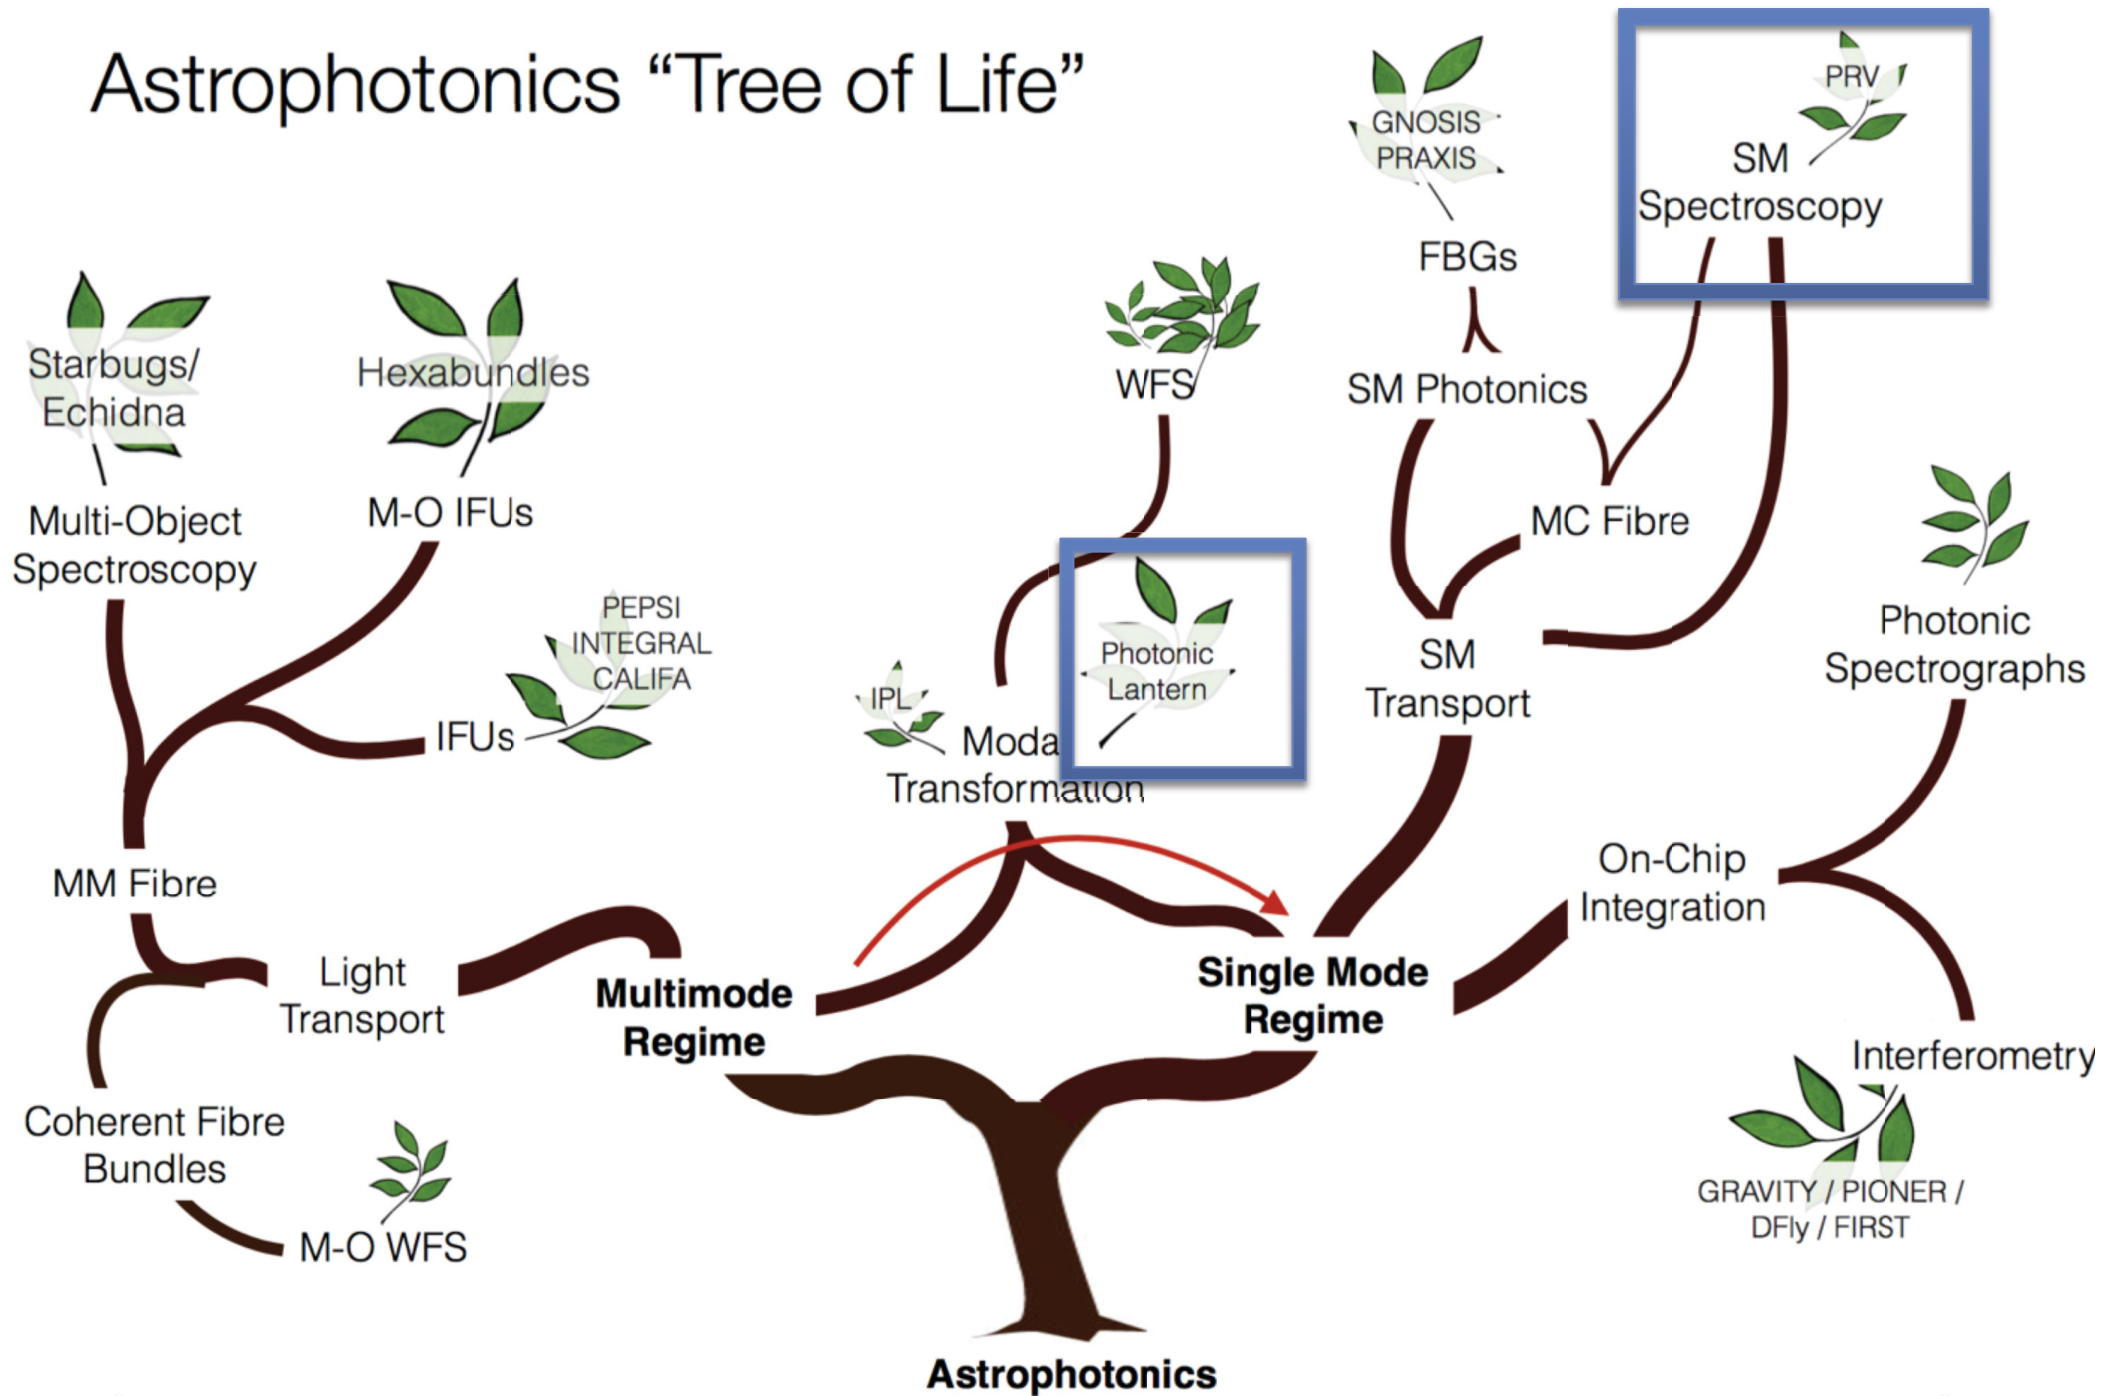 Astrophotonics “Tree of Life”
GNOSIS
PRAXIS
FBGs
PRV
SM
Spectroscopy
Starbugs/
Echidna
Hexabundles
WFS
SM Photonics
Multi-Object
Spectroscopy
M-O IFUs
MC Fibre
PEPSI
INTEGRAL
CALIFA
IFUs
IPL
Moda
Transformation
Photonic
Lantern
SM
Transport
Photonic
Spectrographs
MM Fibre
Light
Transport
Multimode
Regime
Single Mode
Regime
On-Chip
Integration
Interferometry
GRAVITY / PIONER /
DFly / FIRST
Coherent Fibre
Bundles
M-O WFS
Astrophotonics